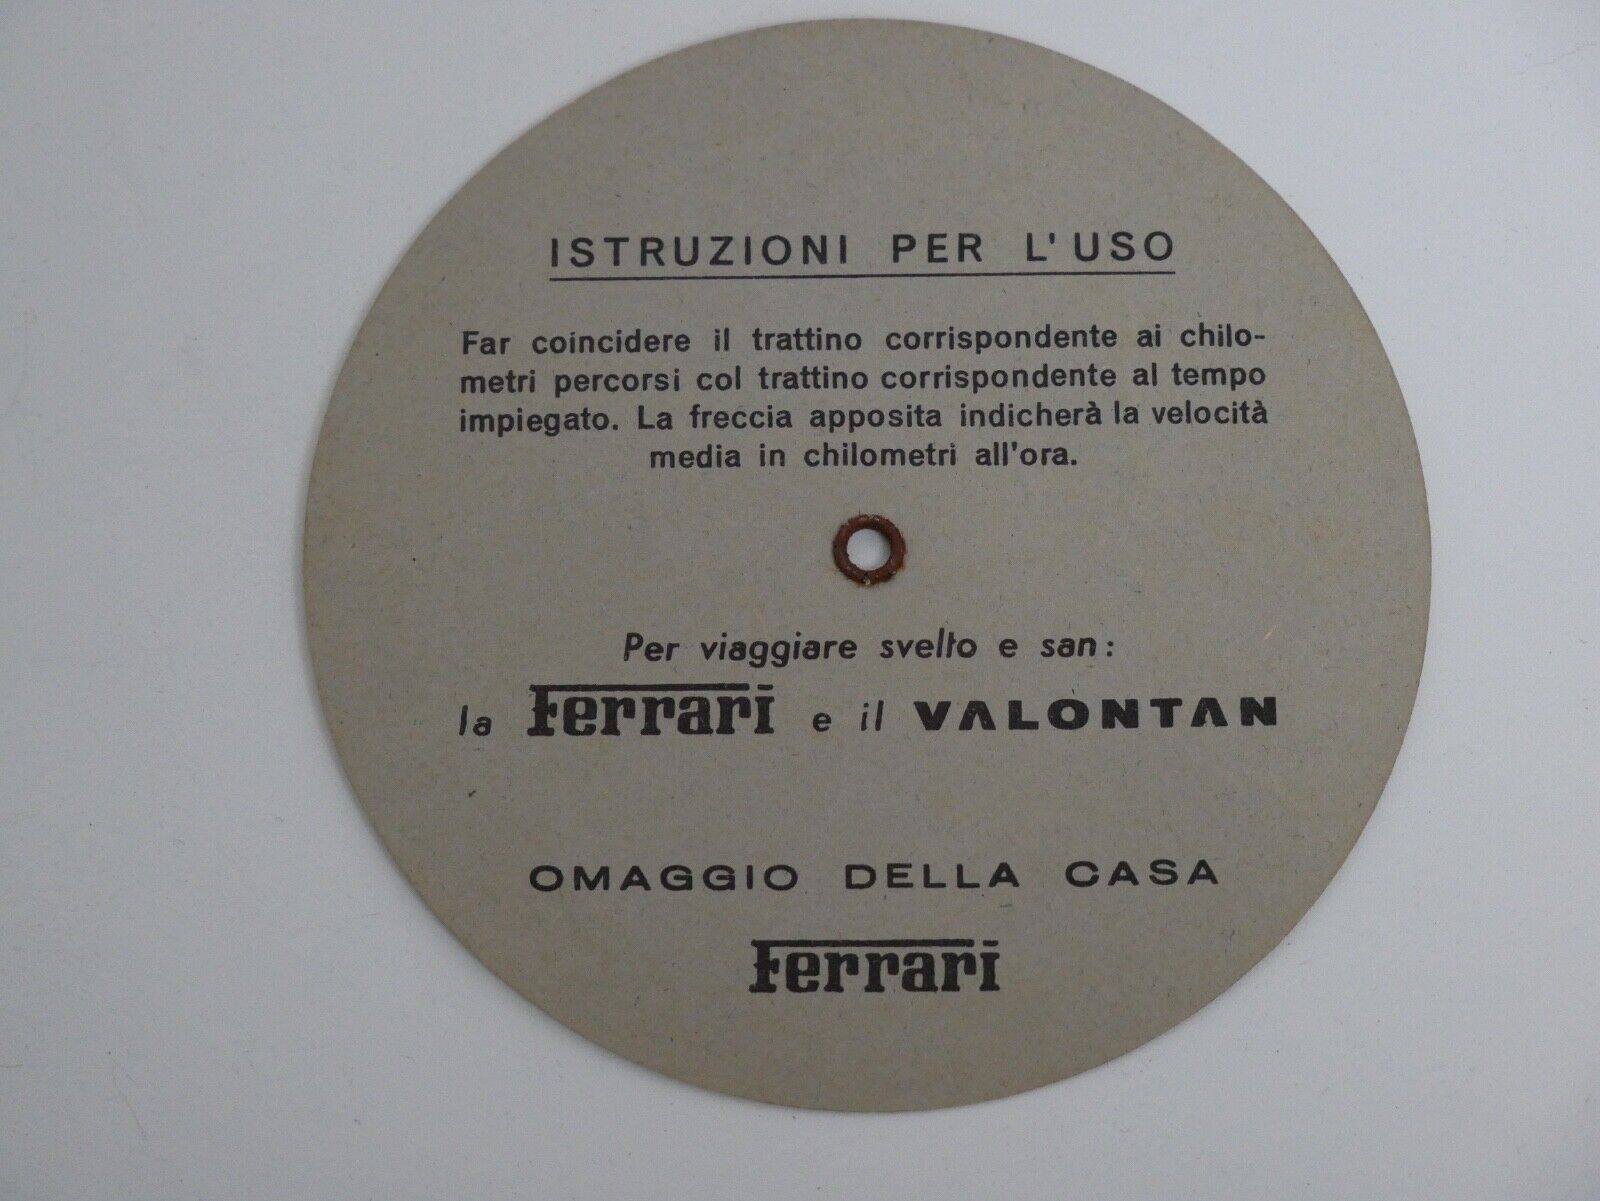 ISTRUZIONI PER L'USO
Far coincidere il trattino corrispondente ai chilo-
metri percorsi col trattino corrispondente al tempo
impiegato. La freccia apposita indicherà la velocità
media in chilometri all'ora.
Per viaggiare svelto e san:
la Ferrari e il VALONTAN
OMAGGIO DELLA CASA
Ferrari